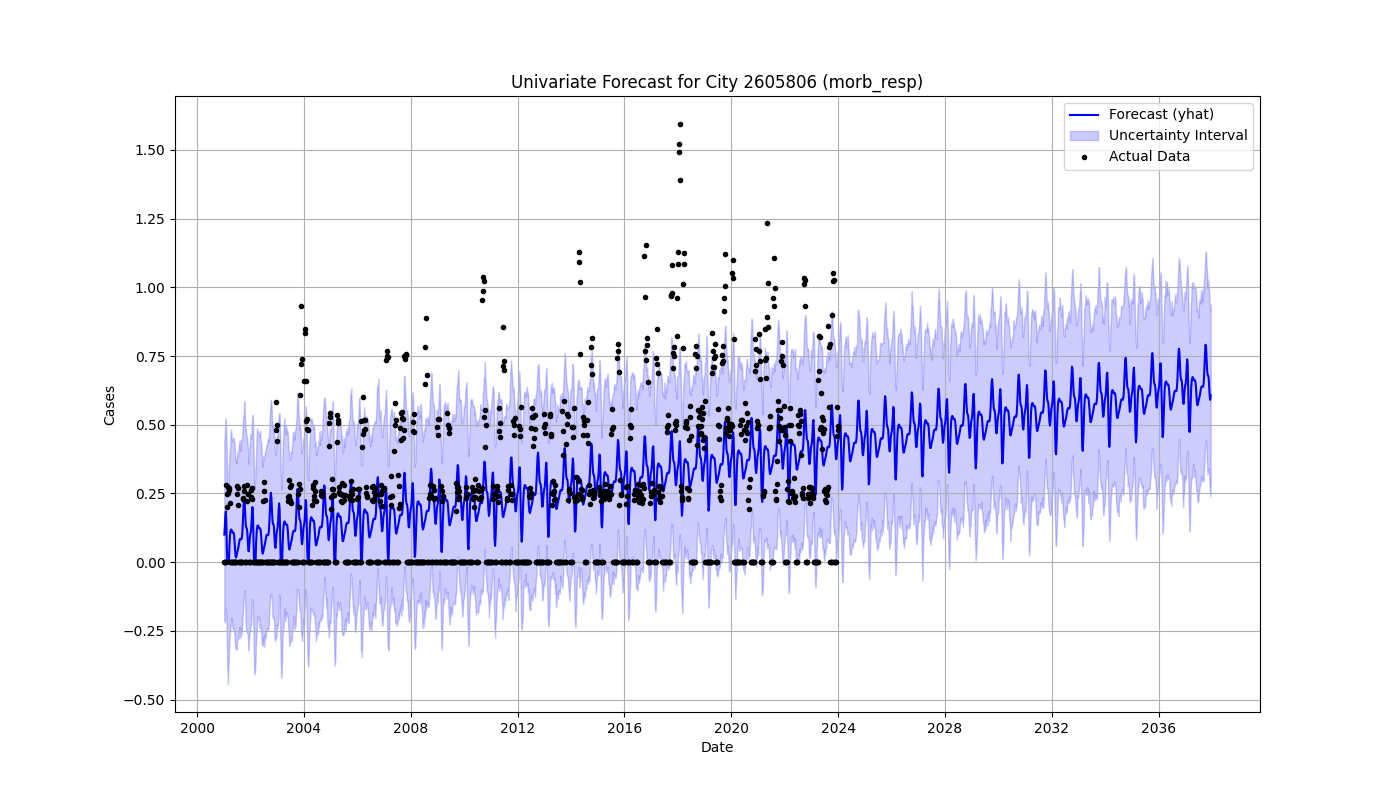 Univariate Forecast for City 2605806 (morb_resp)
Forecast (yhat)
Uncertainty Interval
Actual Data
Cases
1.50
1.25
1.00
0.75
0.50
0.25
0.00
−0.25
−0.50
2000 2004 2008 2012 2016 2020 2024 2028 2032 2036
Date